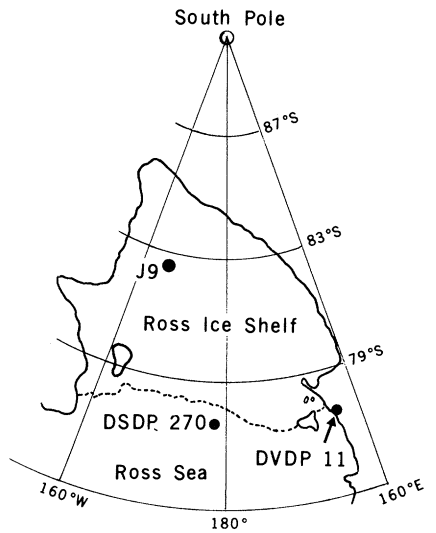 South Pole
87°S
83°S
J9
Ross Ice Shelf
79°S
DSDP 270
DVDP 11
Ross Sea
160°W
160°E
180°